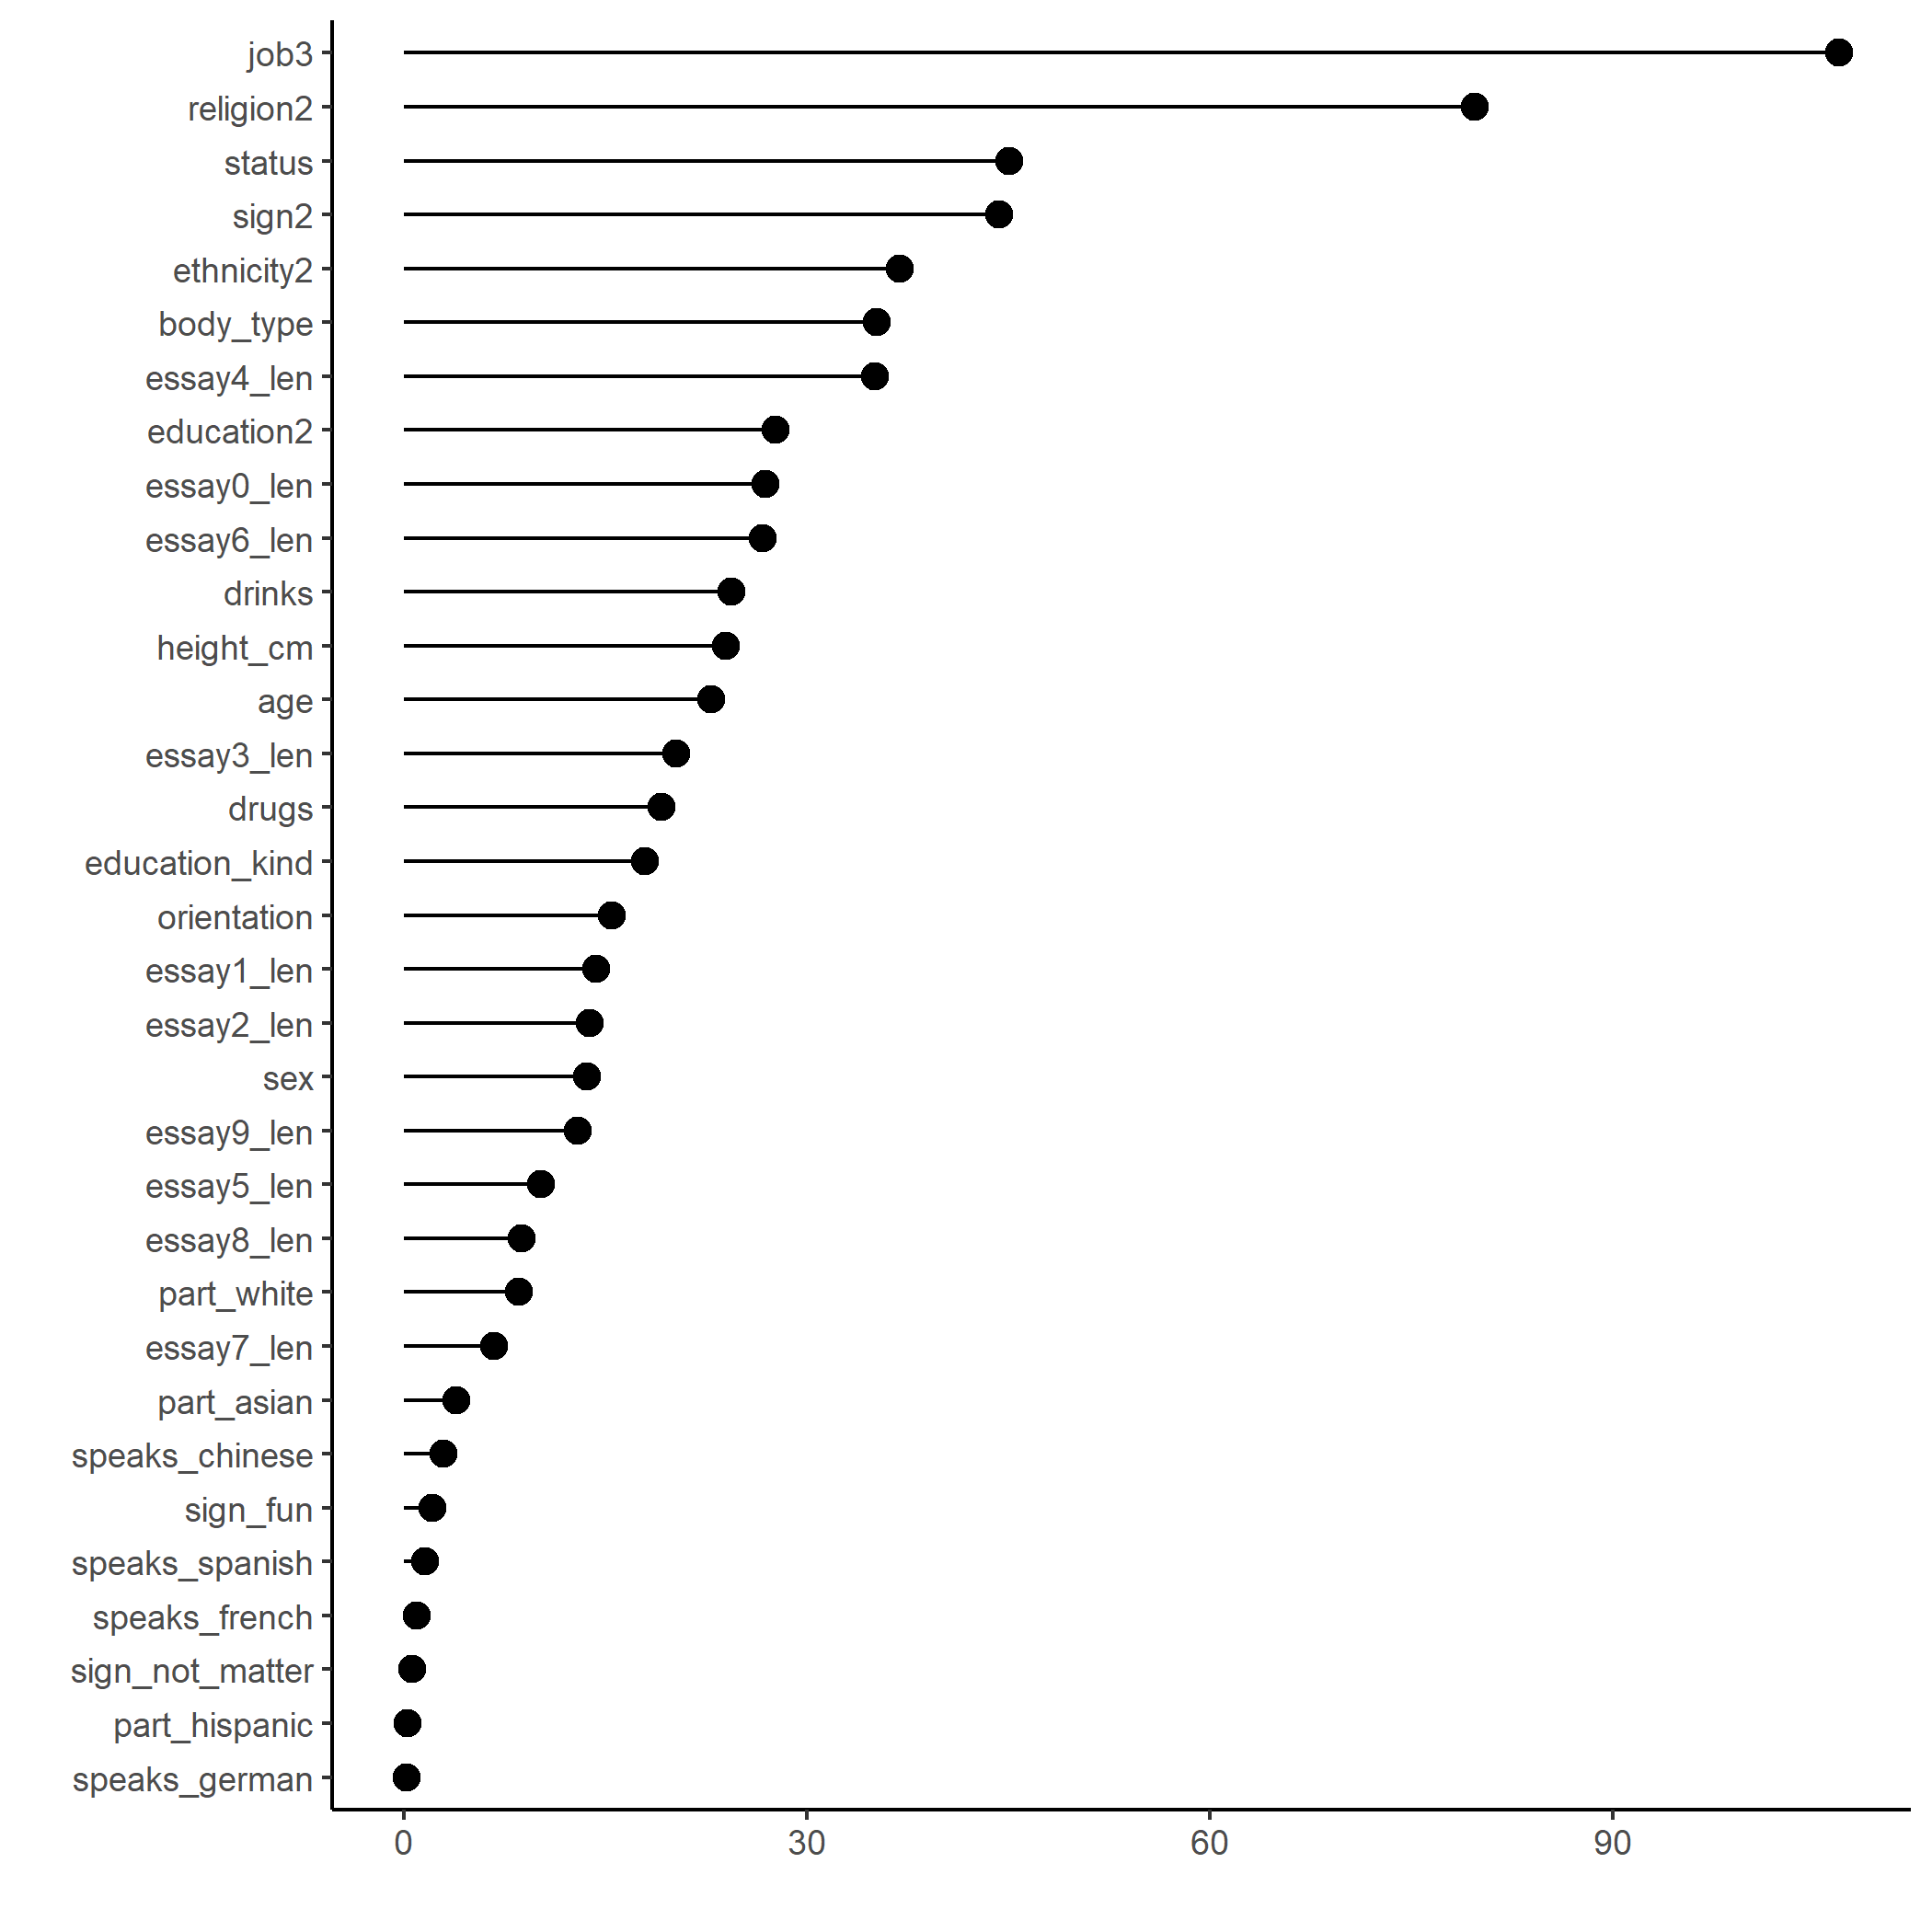 job3
religion2
status
sign2
ethnicity2
body_type
essay4_len
education2
essay0_len
essay6_len
drinks
height_cm
age
essay3_len
drugs
education_kind
orientation
essay1_len
essay2_len
sex
essay9_len
essay5_len
essay8_len
part_white
essay7_len
part_asian
speaks_chinese
sign_fun
speaks_spanish
speaks_french
sign_not_matter
part_hispanic
speaks_german
0 30 60 90